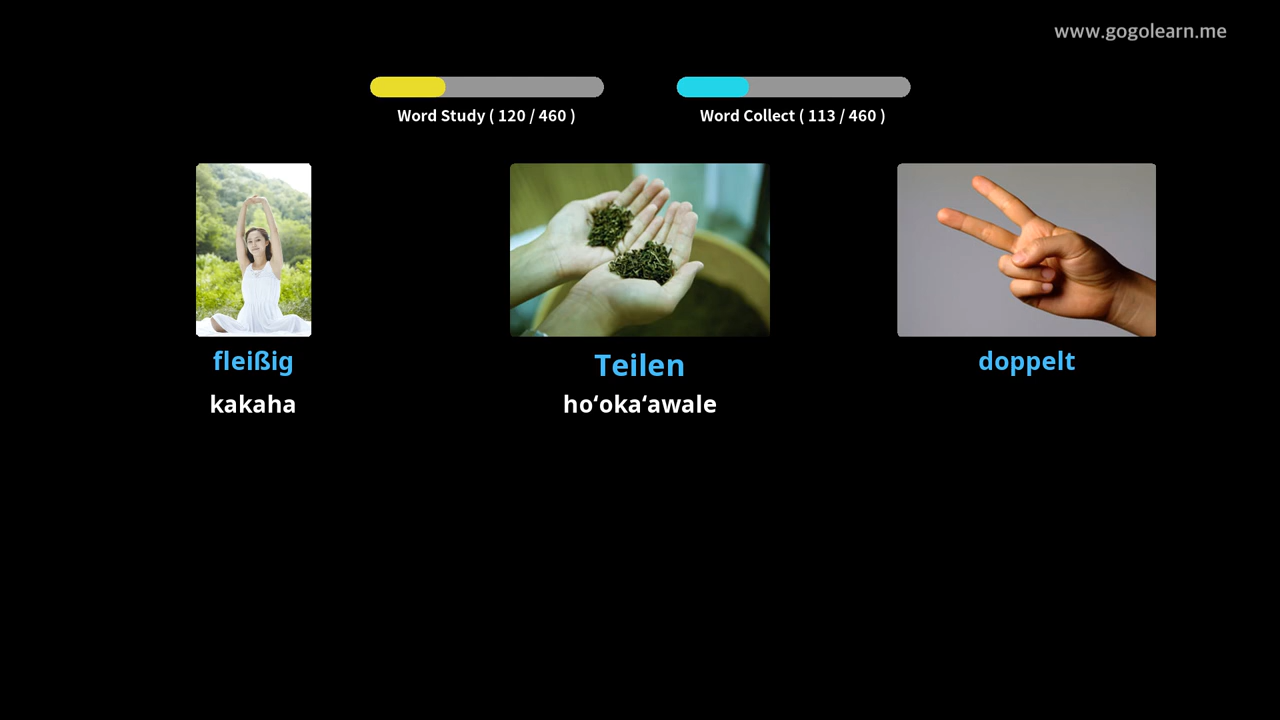 www.gogolearn.me
Word Study ( 120 / 460 )
Word Collect ( 113 / 460 )
fleißig
Teilen
doppelt
kakaha
hoʻokaʻawale